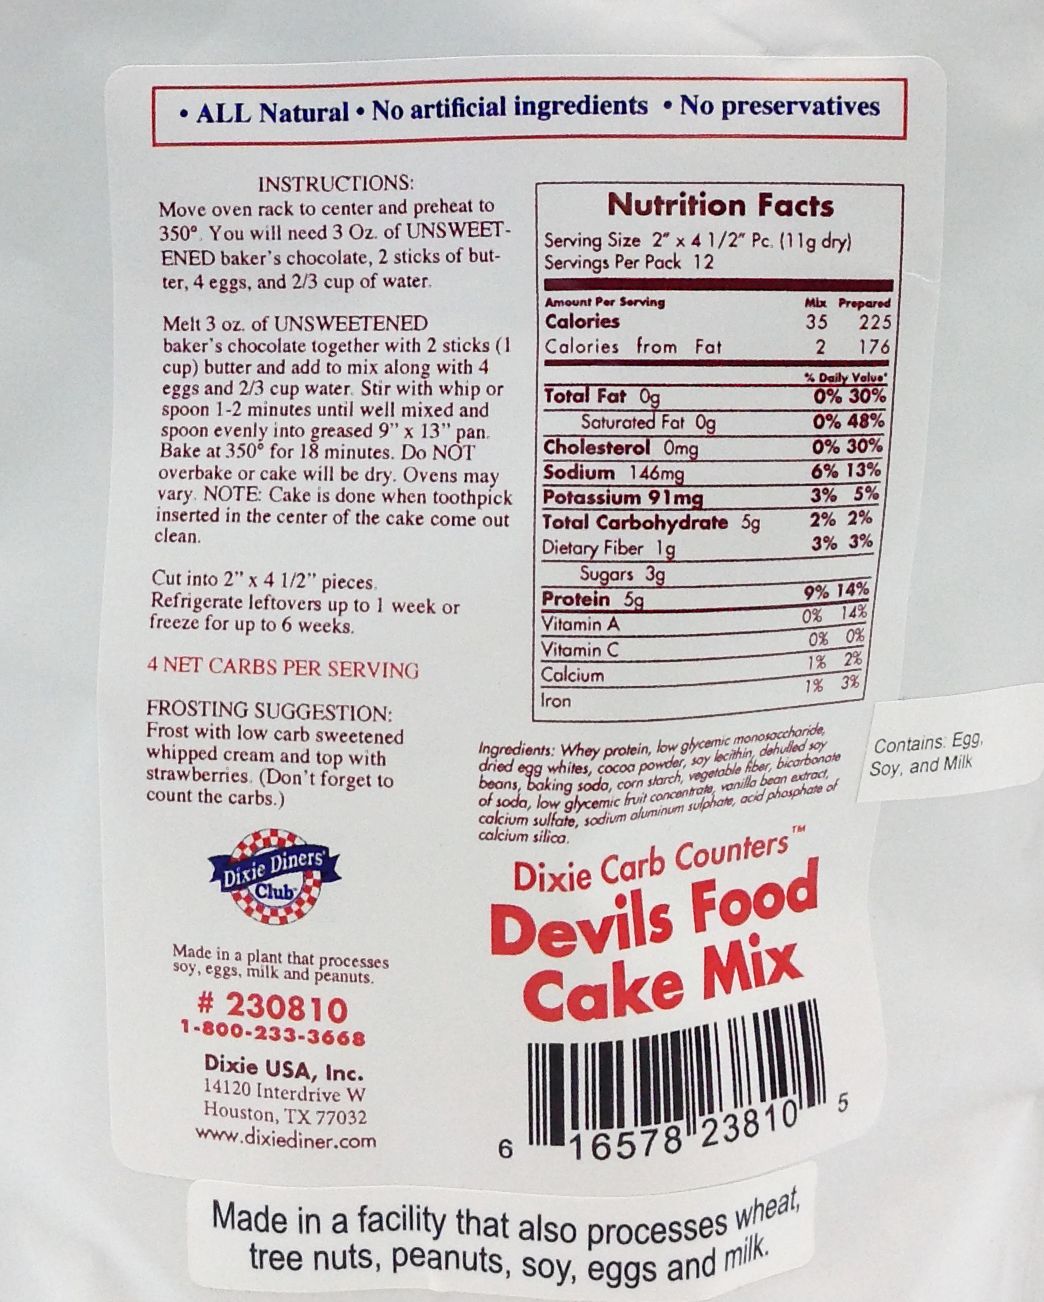 • ALL Natural • No artificial ingredients • No preservatives
INSTRUCTIONS:
Move oven rack to center and preheat to
350°. You will need 3 Oz. of UNSWEET-
ENED baker's chocolate, 2 sticks of but-
ter, 4 eggs, and 2/3 cup of water.
Melt 3 oz. of UNSWEETENED
baker's chocolate together with 2 sticks (1
cup) butter and add to mix along with 4
eggs and 2/3 cup water. Stir with whip or
spoon 1-2 minutes until well mixed and
spoon evenly into greased 9" x 13" pan.
Bake at 350° for 18 minutes. Do NOT
overbake or cake will be dry. Ovens may
vary. NOTE: Cake is done when toothpick
inserted in the center of the cake come out
clean.
Cut into 2" x 4 1/2" pieces.
Refrigerate leftovers up to 1 week or
freeze for up to 6 weeks.
4 NET CARBS PER SERVING
FROSTING SUGGESTION:
Frost with low carb sweetened
whipped cream and top with
strawberries. (Don't forget to
count the carbs.)
Dixie Diners'
Club
Made in a plant that processes
soy, eggs, milk and peanuts.
# 230810
1-800-233-3668
Dixie USA, Inc.
14120 Interdrive W
Houston, TX 77032
www.dixiediner.com
Nutrition Facts
Serving Size 2" x 4 1/2" Pc. (11g dry)
Servings Per Pack 12
Amount Per Serving Mix Prepared
Calories 35 225
Calories from Fat 2 176
% Daily Value*
Total Fat 0g 0% 30%
Saturated Fat 0g 0% 48%
Cholesterol 0mg 0% 30%
Sodium 146mg 6% 13%
Potassium 91mg 3% 5%
Total Carbohydrate 5g 2% 2%
Dietary Fiber 1g 3% 3%
Sugars 3g
Protein 5g 9% 14%
Vitamin A 0% 14%
Vitamin C 0% 0%
Calcium 1% 2%
Iron 1% 3%
Ingredients: Whey protein, low glycemic monosaccharide,
dried egg whites, cocoa powder, soy lecithin, dehulled soy
beans, baking soda, corn starch, vegetable fiber, bicarbonate
of soda, low glycemic fruit concentrate, vanilla bean extract,
calcium sulfate, sodium aluminum sulphate, acid phosphate of
calcium silica.
Contains: Egg,
Soy, and Milk
Dixie Carb Counters™
Devils Food
Cake Mix
6 16578 23810 5
Made in a facility that also processes wheat,
tree nuts, peanuts, soy, eggs and milk.